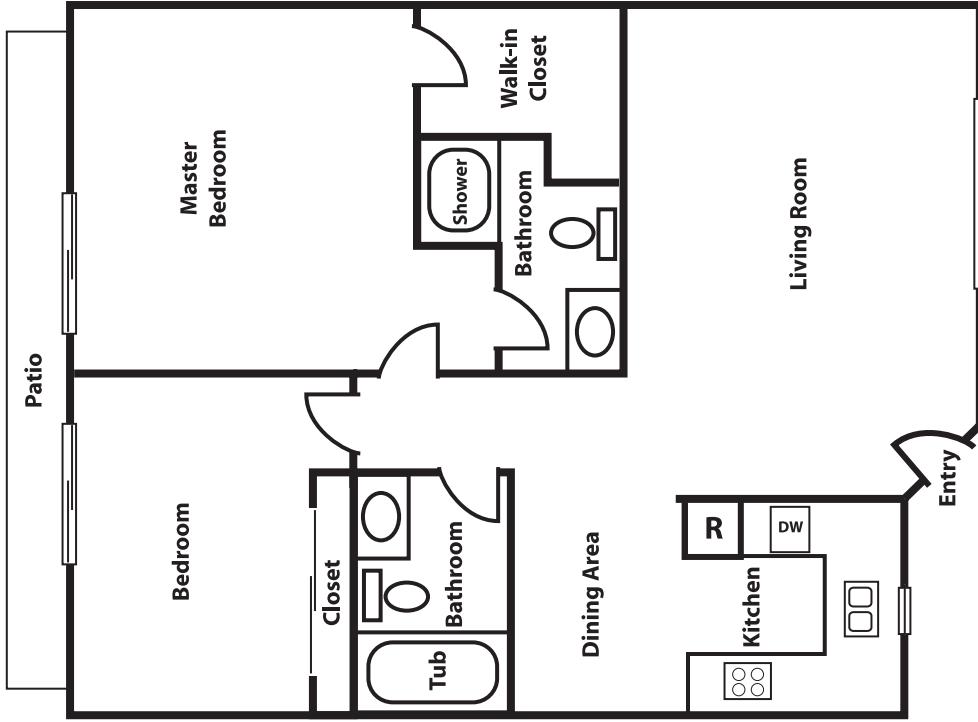 Patio
Master
Bedroom
Walk-in
Closet
Shower
Bathroom
Living Room
Bedroom
Closet
Bathroom
Tub
Dining Area
R
DW
Kitchen
Entry